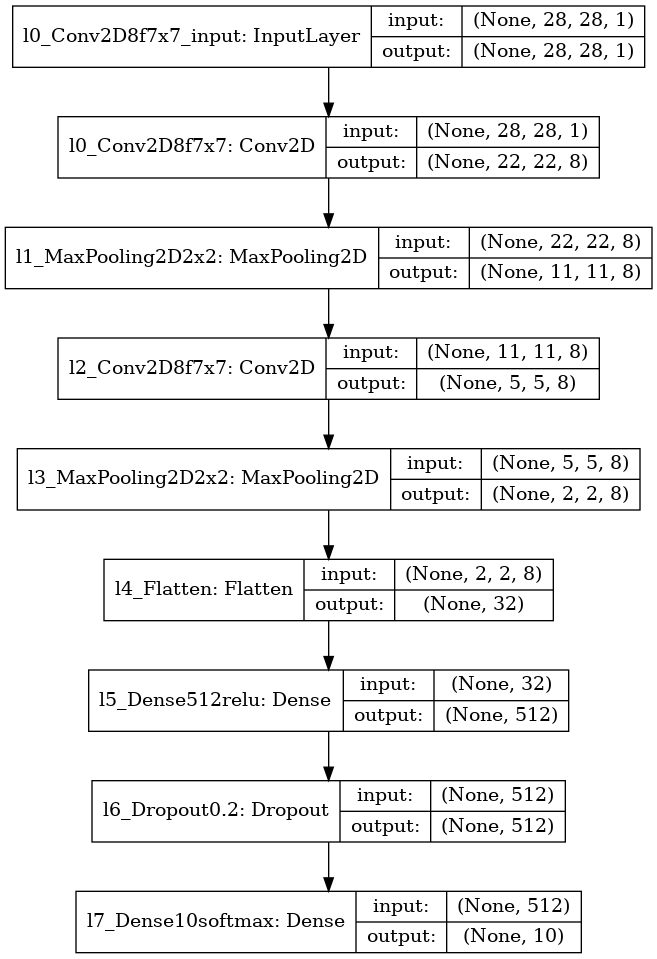 l0_Conv2D8f7x7_input: InputLayer
input: (None, 28, 28, 1)
output: (None, 28, 28, 1)
l0_Conv2D8f7x7: Conv2D
input: (None, 28, 28, 1)
output: (None, 22, 22, 8)
l1_MaxPooling2D2x2: MaxPooling2D
input: (None, 22, 22, 8)
output: (None, 11, 11, 8)
l2_Conv2D8f7x7: Conv2D
input: (None, 11, 11, 8)
output: (None, 5, 5, 8)
l3_MaxPooling2D2x2: MaxPooling2D
input: (None, 5, 5, 8)
output: (None, 2, 2, 8)
l4_Flatten: Flatten
input: (None, 2, 2, 8)
output: (None, 32)
l5_Dense512relu: Dense
input: (None, 32)
output: (None, 512)
l6_Dropout0.2: Dropout
input: (None, 512)
output: (None, 512)
l7_Dense10softmax: Dense
input: (None, 512)
output: (None, 10)